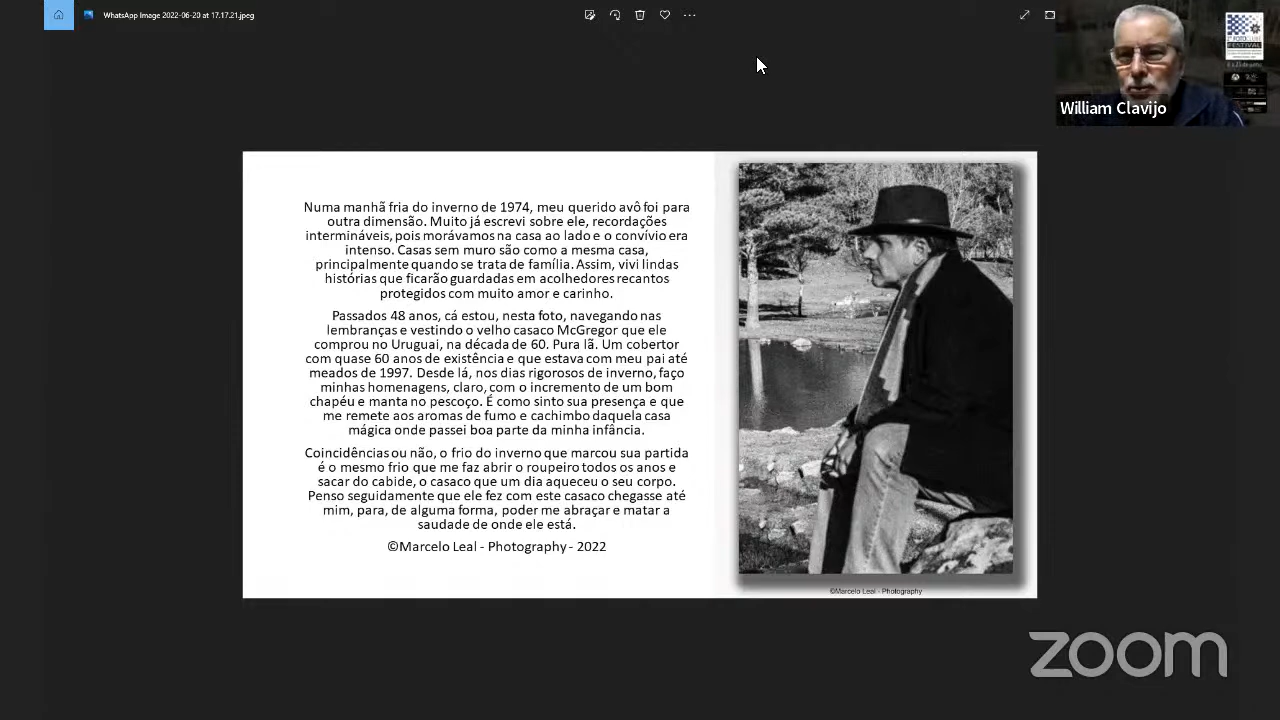 WhatsApp Image 2022-06-20 at 17.17.21.jpeg
FOTOCLUBE
FESTIVAL
William Clavijo
Numa manhã fria do inverno de 1974, meu querido avô foi para
outra dimensão. Muito já escrevi sobre ele, recordações
intermináveis, pois morávamos na casa ao lado e o convívio era
intenso. Casas sem muro são como a mesma casa,
principalmente quando se trata de família. Assim, vivi lindas
histórias que ficarão guardadas em acolhedores recantos
protegidos com muito amor e carinho.
Passados 48 anos, cá estou, nesta foto, navegando nas
lembranças e vestindo o velho casaco McGregor que ele
comprou no Uruguai, na década de 60. Pura lã. Um cobertor
com quase 60 anos de existência e que estava com meu pai até
meados de 1997. Desde lá, nos dias rigorosos de inverno, faço
minhas homenagens, claro, com o incremento de um bom
chapéu e manta no pescoço. É como sinto sua presença e que
me remete aos aromas de fumo e cachimbo daquela casa
mágica onde passei boa parte da minha infância.
Coincidências ou não, o frio do inverno que marcou sua partida
é o mesmo frio que me faz abrir o roupeiro todos os anos e
sacar do cabide, o casaco que um dia aqueceu o seu corpo.
Penso seguidamente que ele fez com este casaco chegasse até
mim, para, de alguma forma, poder me abraçar e matar a
saudade de onde ele está.
©Marcelo Leal - Photography - 2022
©Marcelo Leal - Photography
zoom